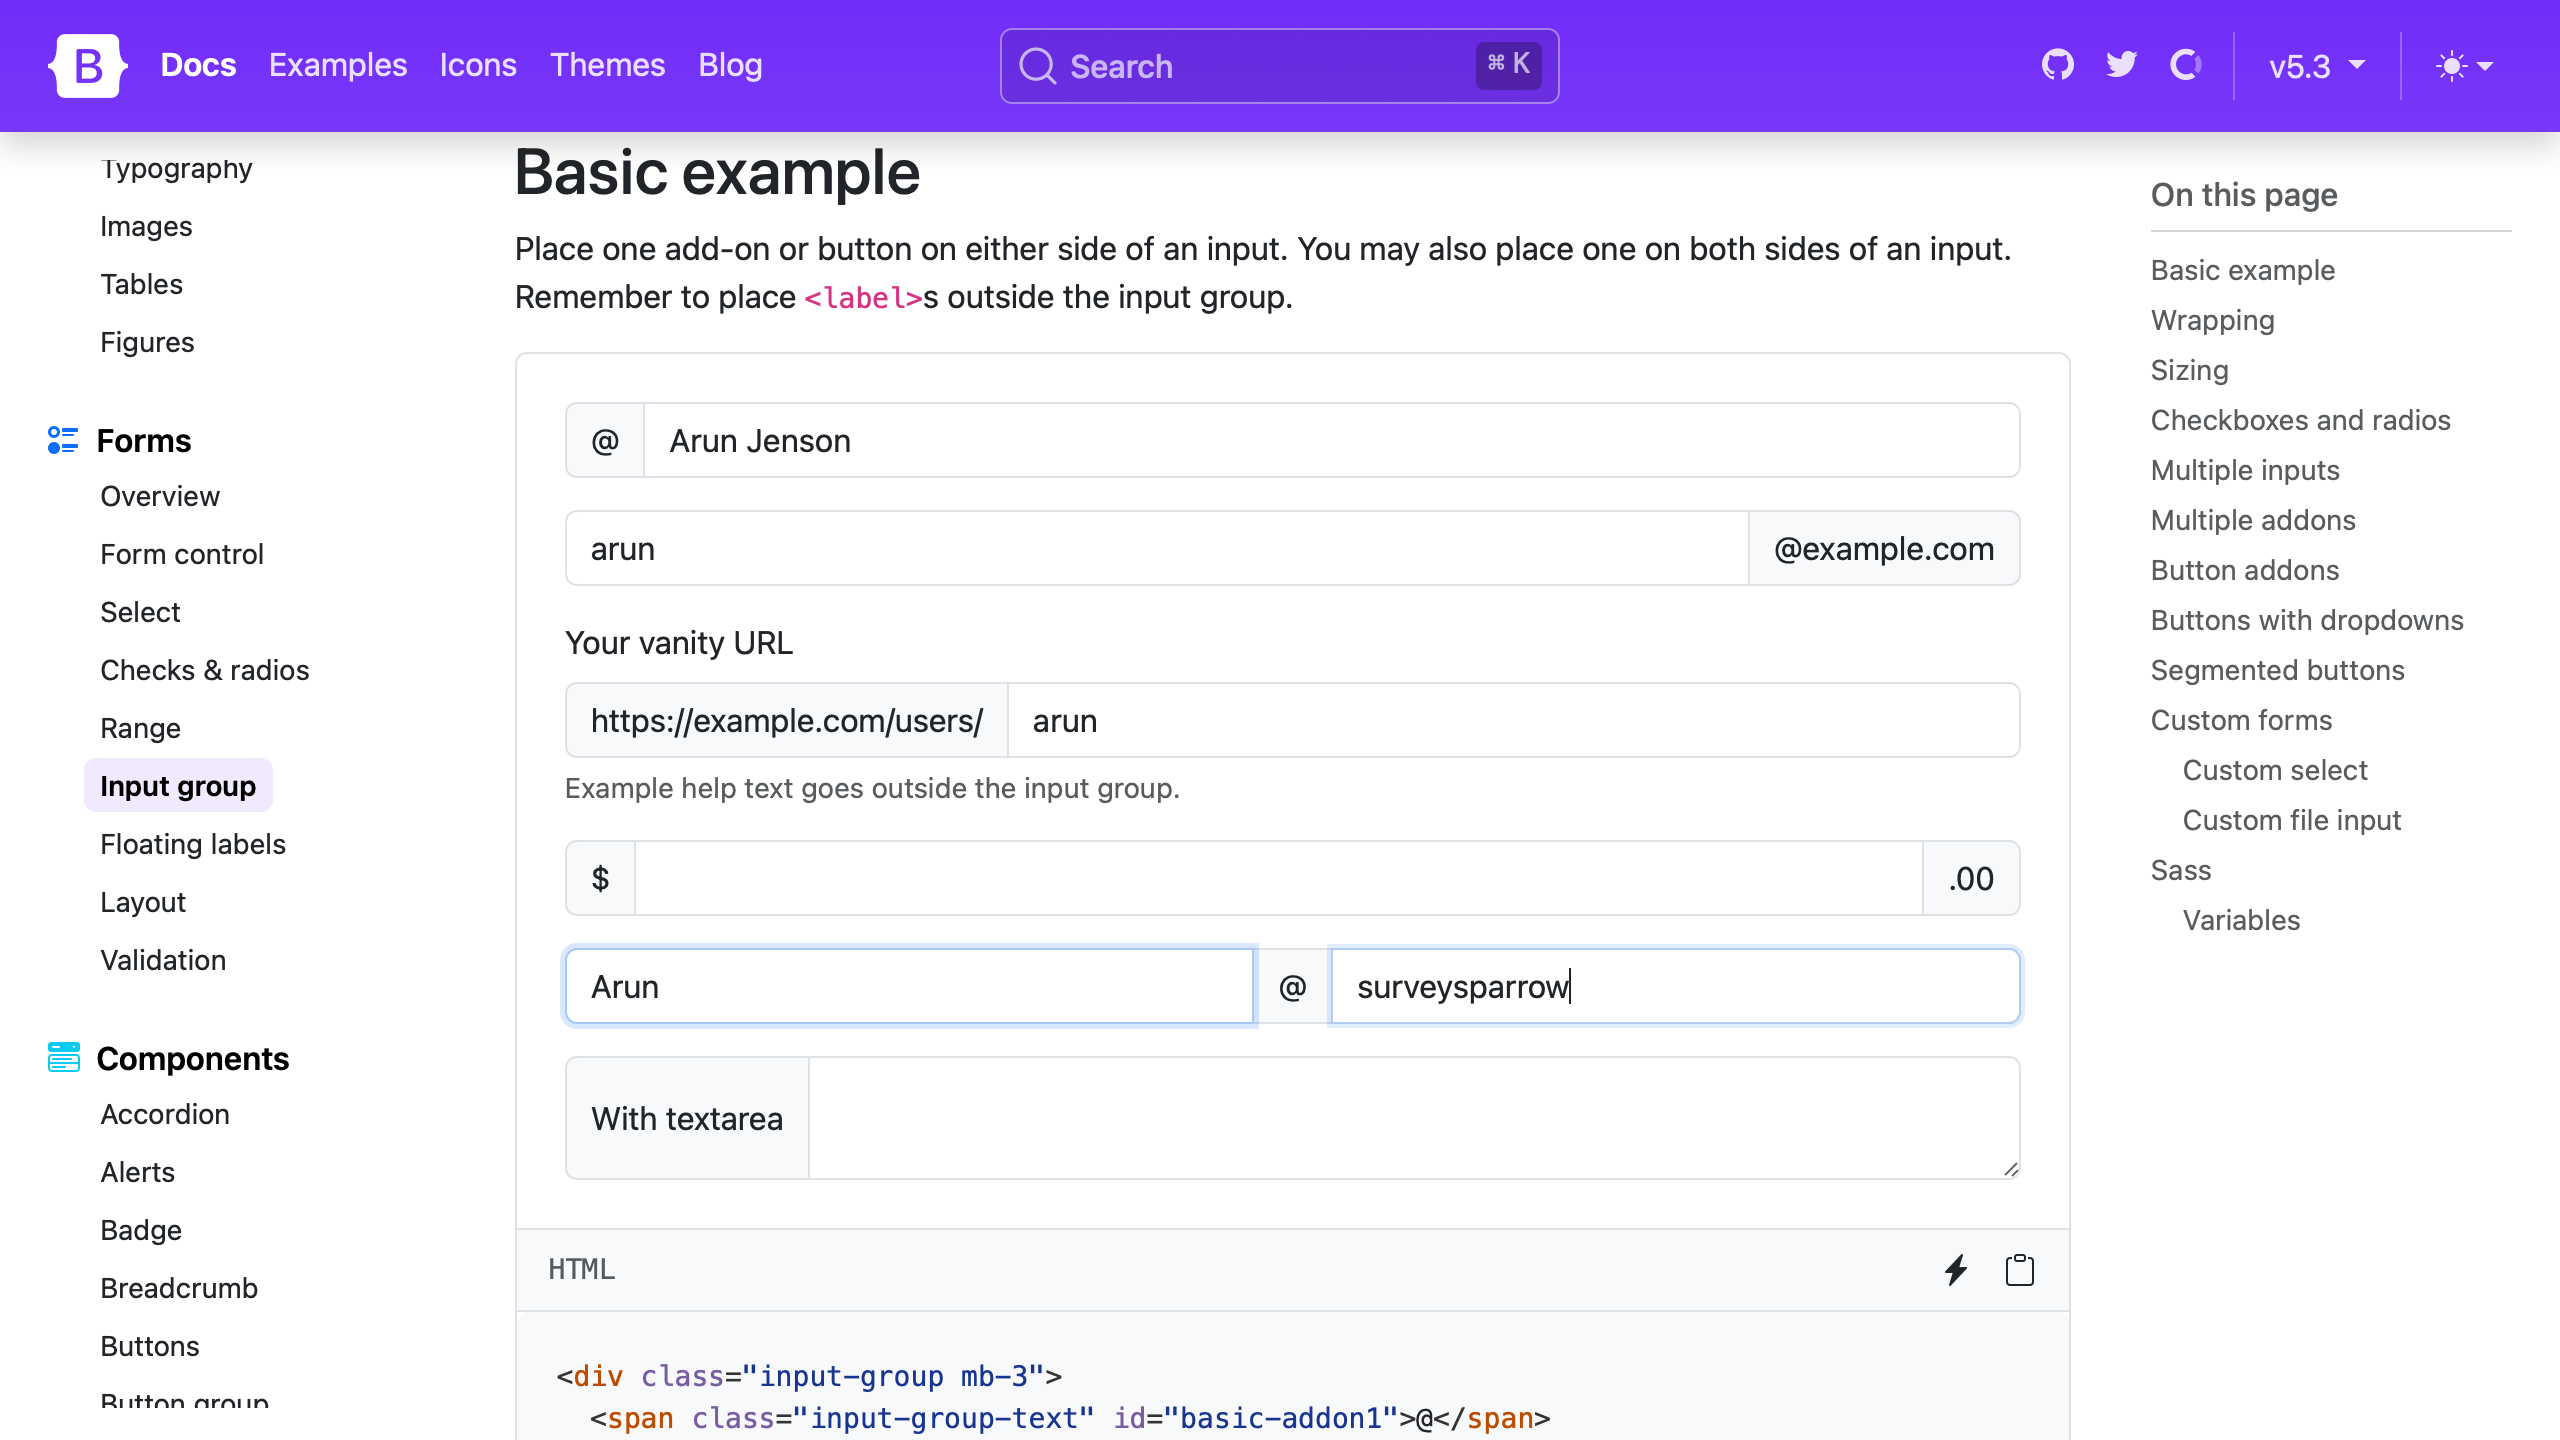 B
Docs
Examples
Icons
Themes
Blog
Search
⌘ K
v5.3
Typography
Images
Tables
Figures
Forms
Overview
Form control
Select
Checks & radios
Range
Input group
Floating labels
Layout
Validation
Components
Accordion
Alerts
Badge
Breadcrumb
Buttons
Button group
Basic example
Place one add-on or button on either side of an input. You may also place one on both sides of an input.
Remember to place <label>s outside the input group.
@ Arun Jenson
arun @example.com
Your vanity URL
https://example.com/users/ arun
Example help text goes outside the input group.
$ .00
Arun @ surveysparrow
With textarea
HTML
<div class="input-group mb-3">
<span class="input-group-text" id="basic-addon1">@</span>
On this page
Basic example
Wrapping
Sizing
Checkboxes and radios
Multiple inputs
Multiple addons
Button addons
Buttons with dropdowns
Segmented buttons
Custom forms
Custom select
Custom file input
Sass
Variables